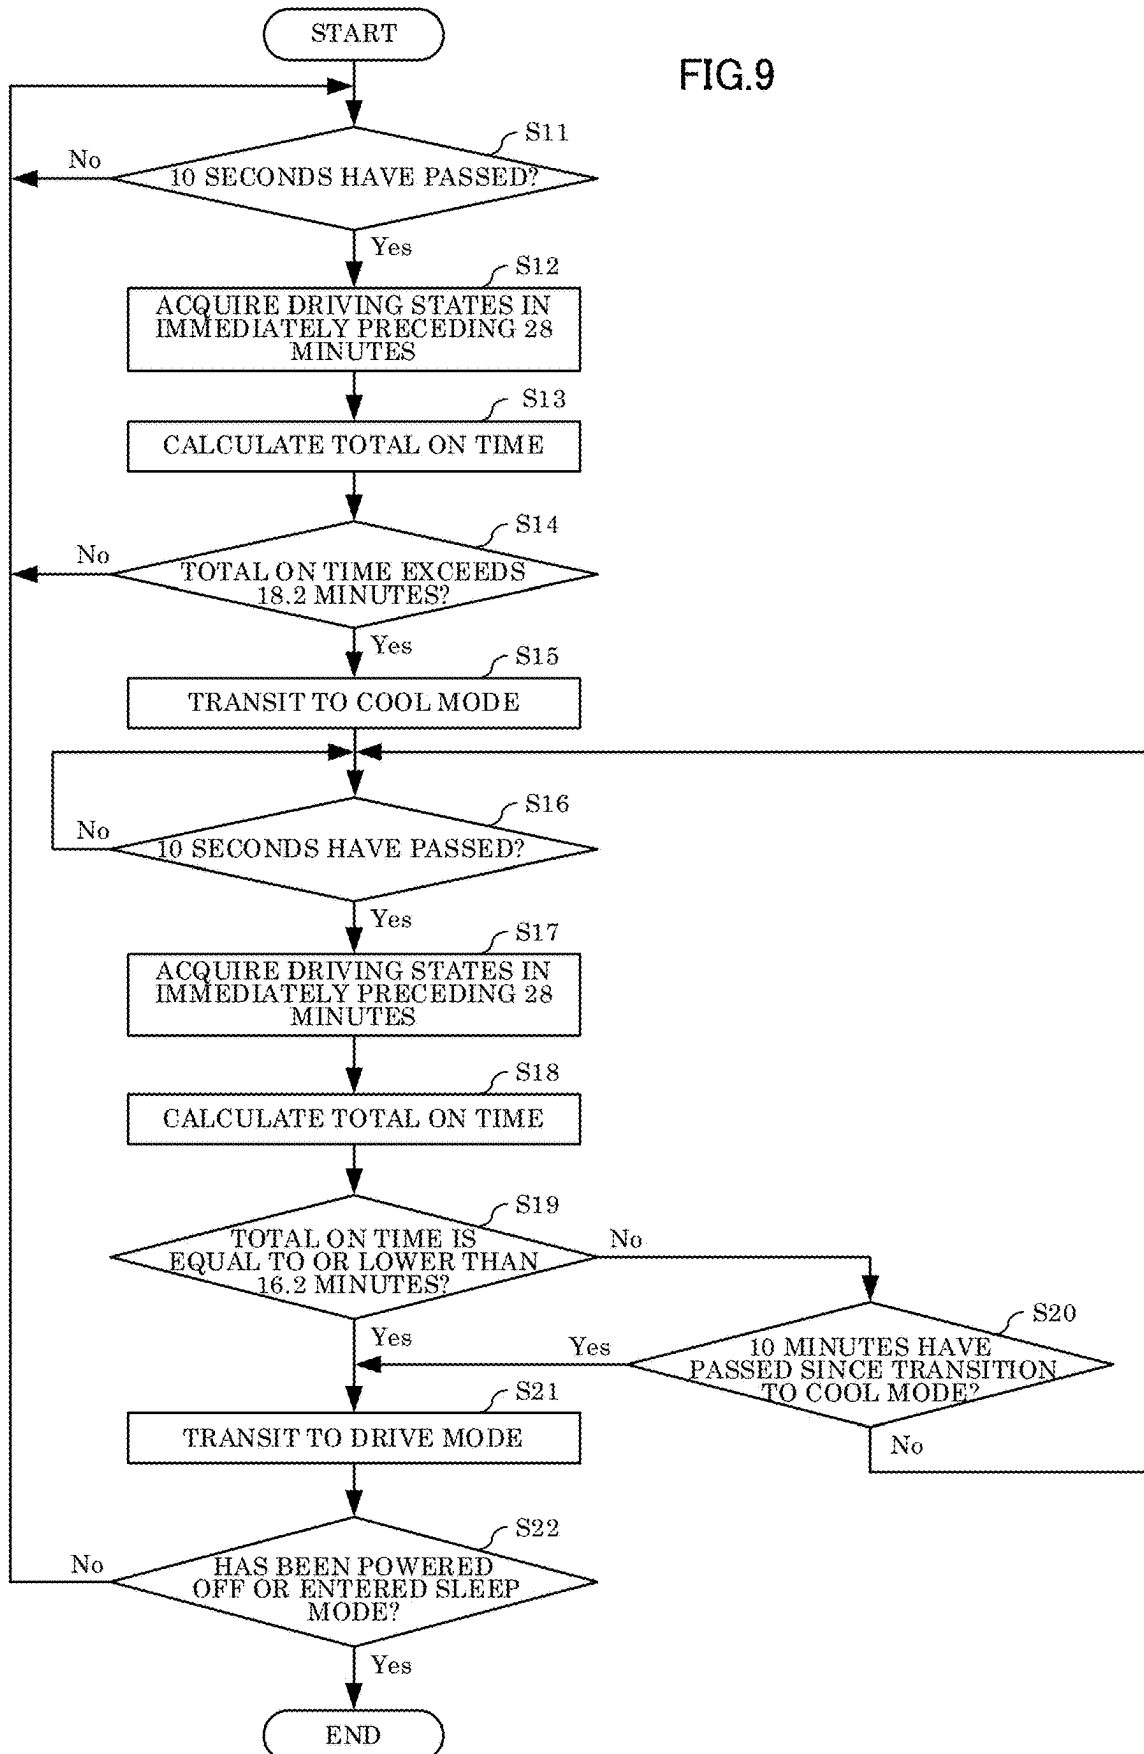 START
FIG.9
S11
No
10 SECONDS HAVE PASSED?
Yes
S12
ACQUIRE DRIVING STATES IN
IMMEDIATELY PRECEDING 28
MINUTES
S13
CALCULATE TOTAL ON TIME
S14
No
TOTAL ON TIME EXCEEDS
18.2 MINUTES?
Yes
S15
TRANSIT TO COOL MODE
S16
No
10 SECONDS HAVE PASSED?
Yes
S17
ACQUIRE DRIVING STATES IN
IMMEDIATELY PRECEDING 28
MINUTES
S18
CALCULATE TOTAL ON TIME
S19
TOTAL ON TIME IS
EQUAL TO OR LOWER THAN
16.2 MINUTES?
No
Yes
S20
10 MINUTES HAVE
PASSED SINCE TRANSITION
TO COOL MODE?
Yes
No
S21
TRANSIT TO DRIVE MODE
S22
No
HAS BEEN POWERED
OFF OR ENTERED SLEEP
MODE?
Yes
END